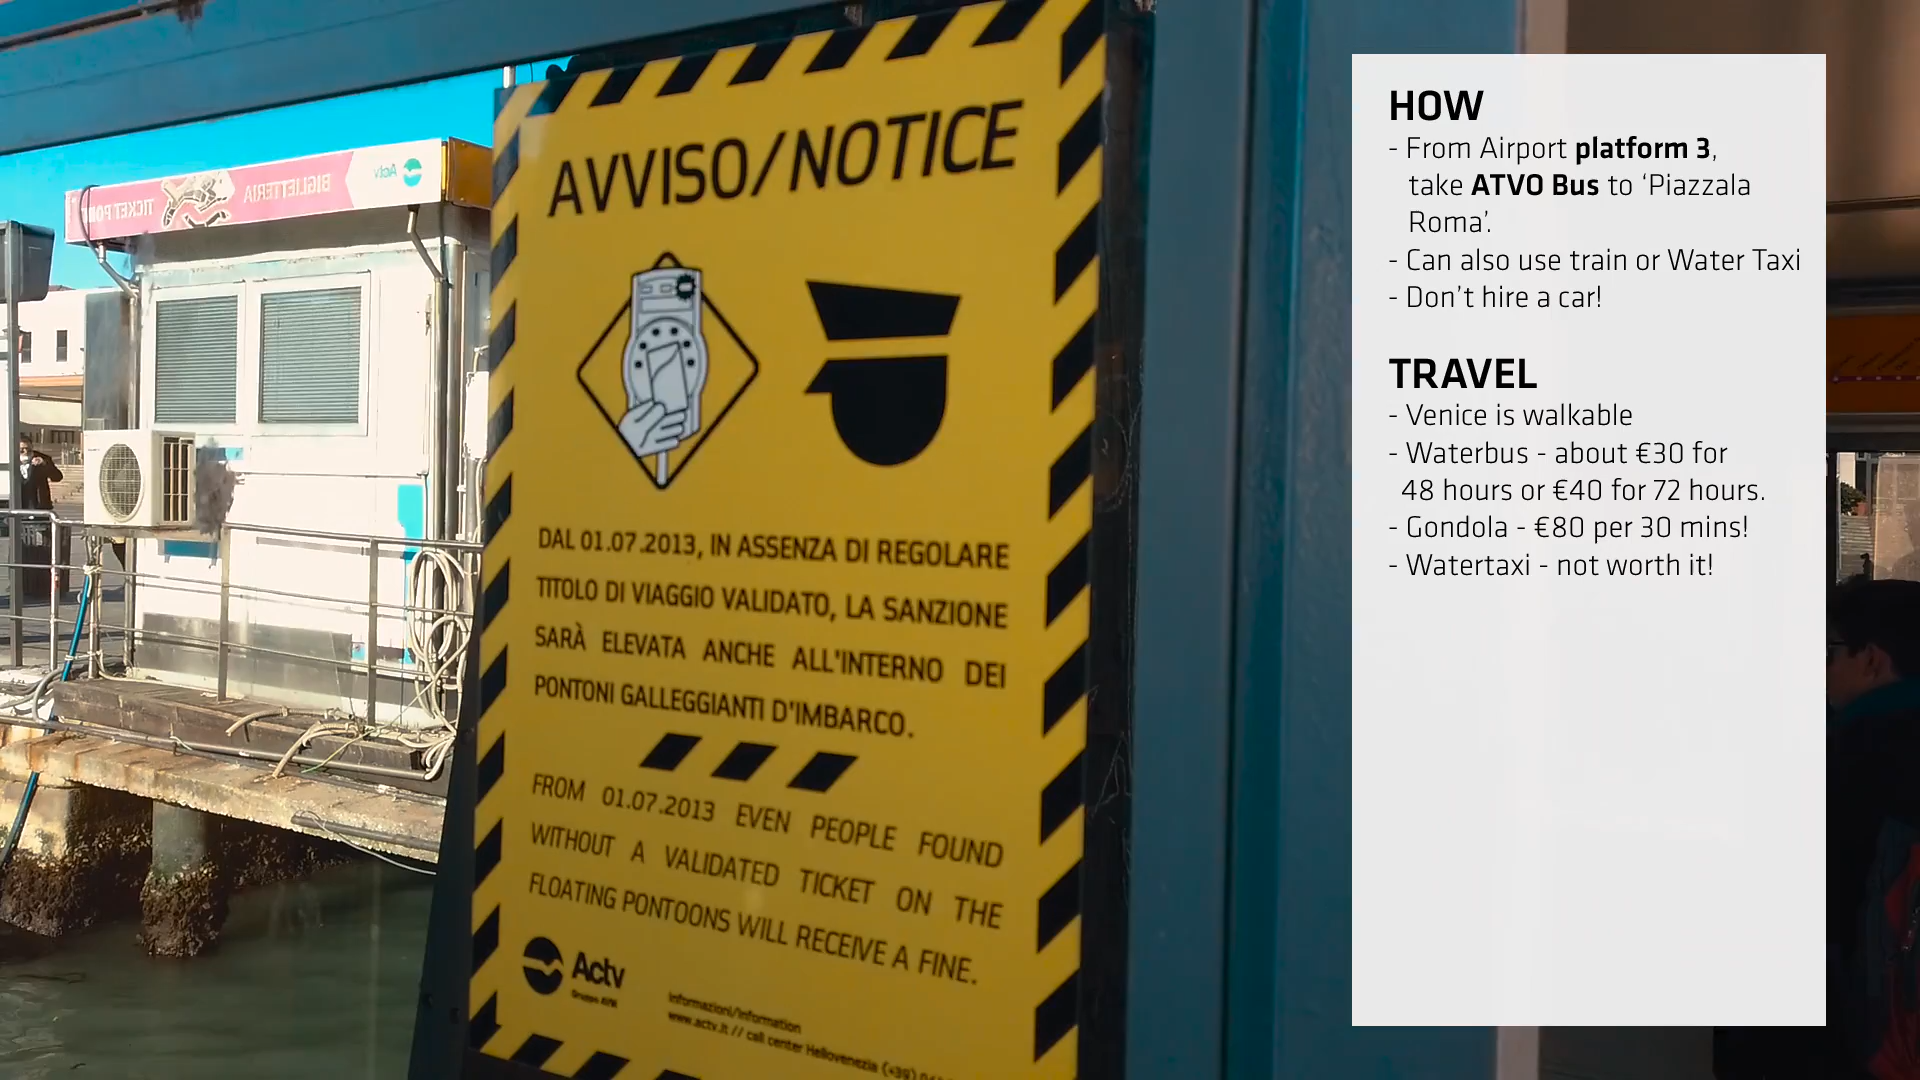 TICKET POINT
BIGLIETTERIA
Actv
AVVISO/NOTICE
DAL 01.07.2013, IN ASSENZA DI REGOLARE
TITOLO DI VIAGGIO VALIDATO, LA SANZIONE
SARÀ ELEVATA ANCHE ALL'INTERNO DEI
PONTONI GALLEGGIANTI D'IMBARCO.
FROM 01.07.2013 EVEN PEOPLE FOUND
WITHOUT A VALIDATED TICKET ON THE
FLOATING PONTOONS WILL RECEIVE A FINE.
Actv
Gruppo AVM
Informazioni/Information
www.actv.it // call center Hellovenezia (+39)
HOW
- From Airport platform 3,
take ATVO Bus to ‘Piazzala
Roma’.
- Can also use train or Water Taxi
- Don’t hire a car!
TRAVEL
- Venice is walkable
- Waterbus - about €30 for
48 hours or €40 for 72 hours.
- Gondola - €80 per 30 mins!
- Watertaxi - not worth it!